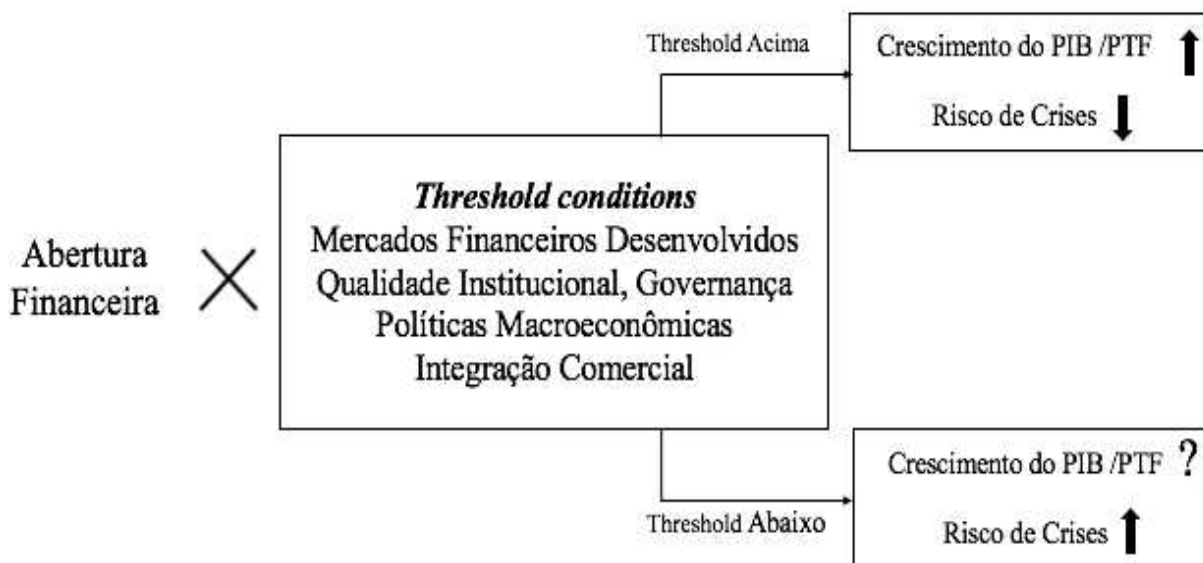 Threshold Acima
Crescimento do PIB /PTF
Risco de Crises
Threshold conditions
Mercados Financeiros Desenvolvidos
Qualidade Institucional, Governança
Políticas Macroeconômicas
Integração Comercial
Abertura
Financeira
Threshold Abaixo
Crescimento do PIB /PTF ?
Risco de Crises